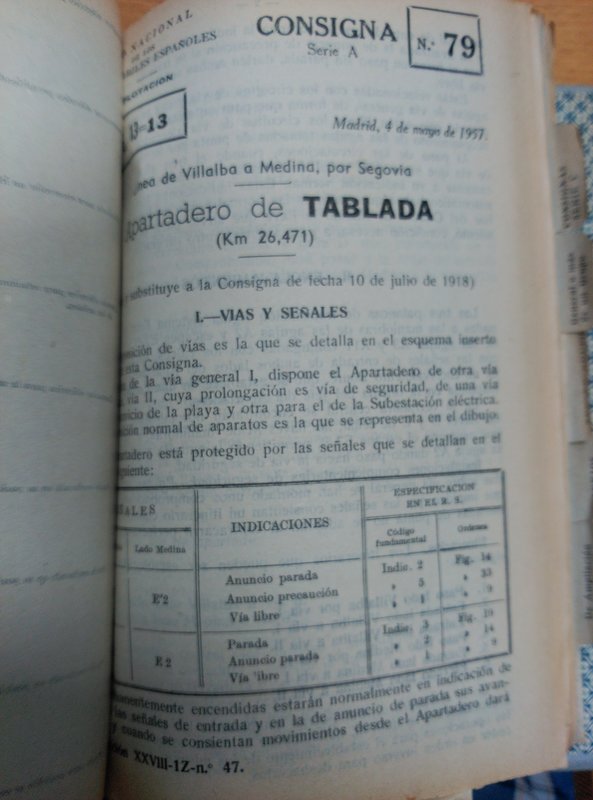 NACIONAL
DE LOS
ESPAÑOLES
CONSIGNA
Serie A
N.º 79
13-13
Madrid, 4 de mayo de 1957.
de Villalba a Medina, por Segovia
de TABLADA
(Km 26,471)
substituye a la Consigna de fecha 10 de julio de 1918)
I.—VIAS Y SEÑALES
de vías es la que se detalla en el esquema inserto
esta Consigna.
de la vía general I, dispone el Apartadero de otra vía
vía II, cuya prolongación es vía de seguridad, de una vía
de la playa y otra para el de la Subestación eléctrica.
normal de aparatos es la que se representa en el dibujo.
está protegido por las señales que se detallan en el
INDICACIONES
ESPECIFICACION
EN EL R. S.
Lado Medina
Código
fundamental
Ordenes
E'2
Anuncio parada
Indic. 2
Fig. 14
Anuncio precaución
» 5
» 33
Vía libre
» 1
» 9
E 2
Parada
Indic. 3
Fig. 19
Anuncio parada
» 2
» 14
Vía libre
» 1
» 9
encendidas estarán normalmente en indicación de
señales de entrada y en la de anuncio de parada sus avan-
y cuando se consientan movimientos desde el Apartadero dará
XXVIII-1Z-n.º 47.